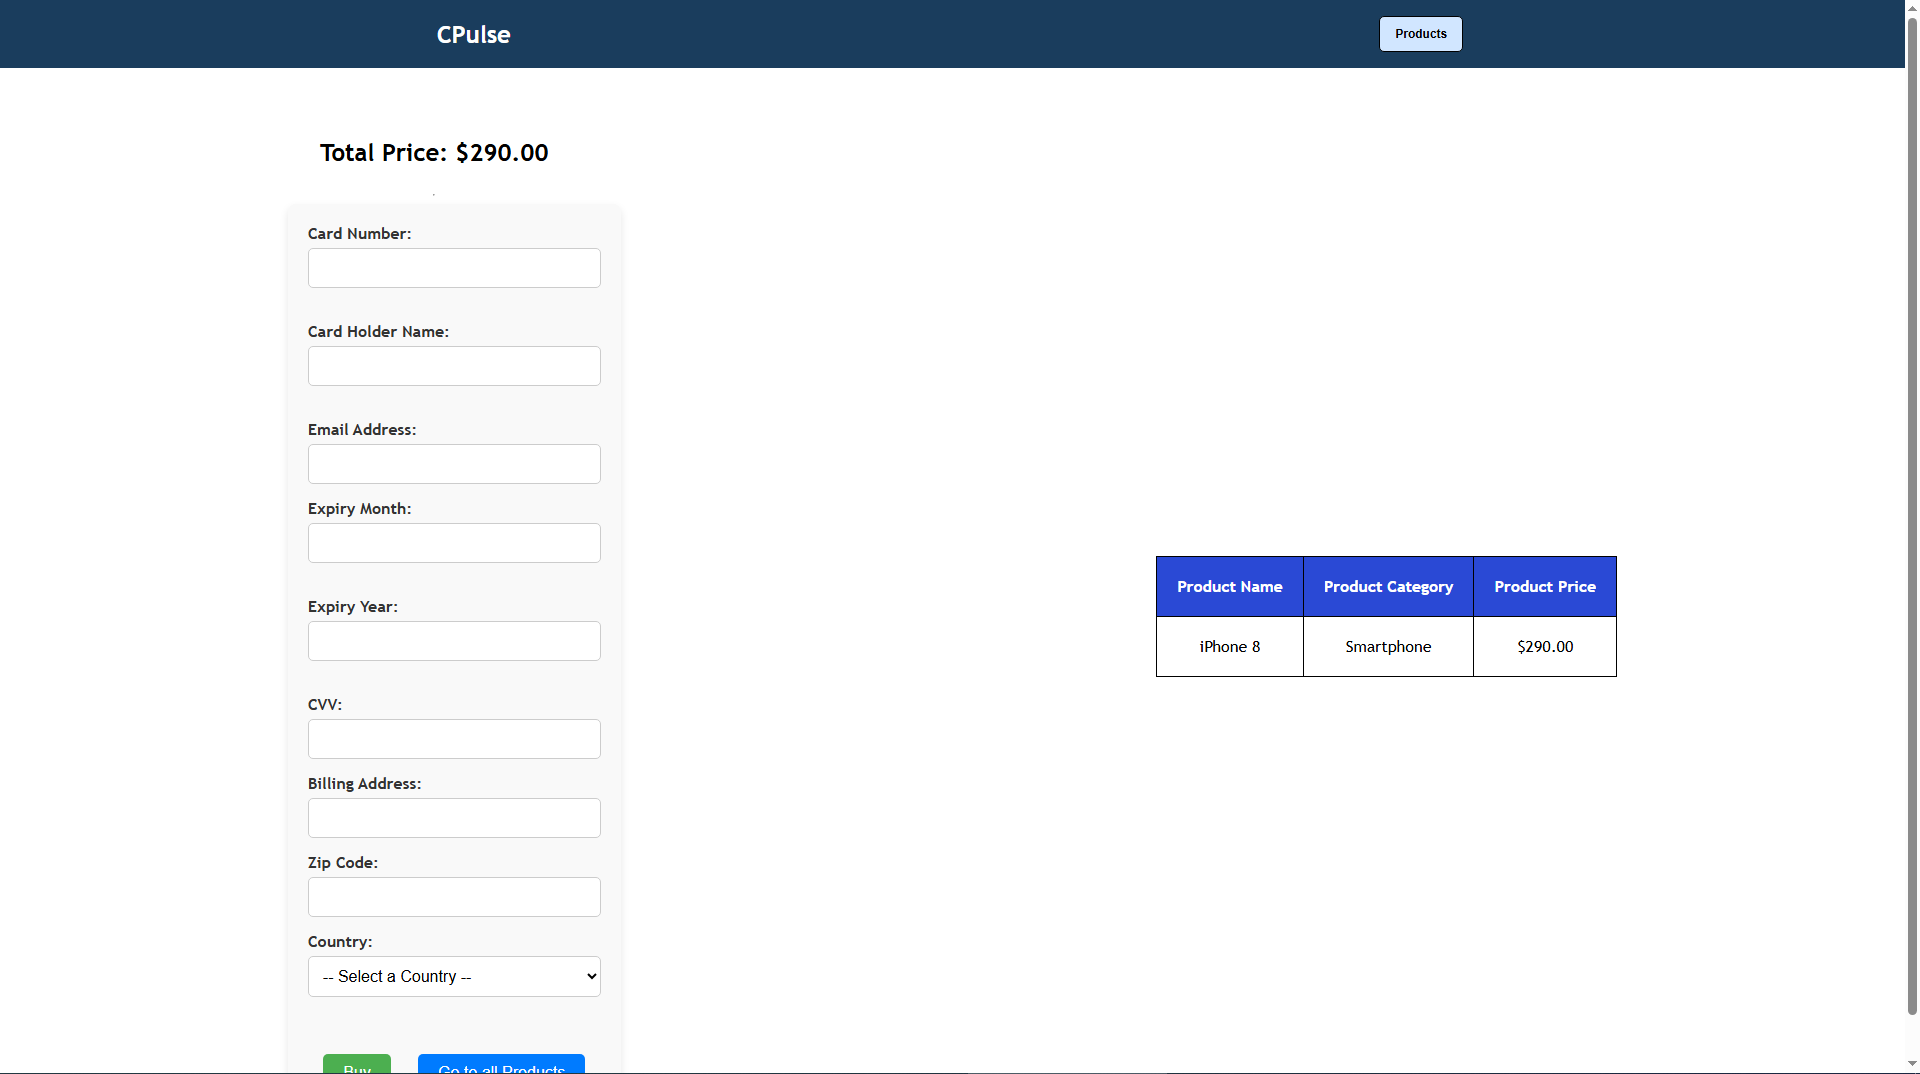 CPulse
Products
Total Price: $290.00
Card Number:
Card Holder Name:
Email Address:
Expiry Month:
Expiry Year:
CVV:
Billing Address:
Zip Code:
Country:
-- Select a Country --
Buy Go to all Products
Product Name Product Category Product Price
iPhone 8 Smartphone $290.00